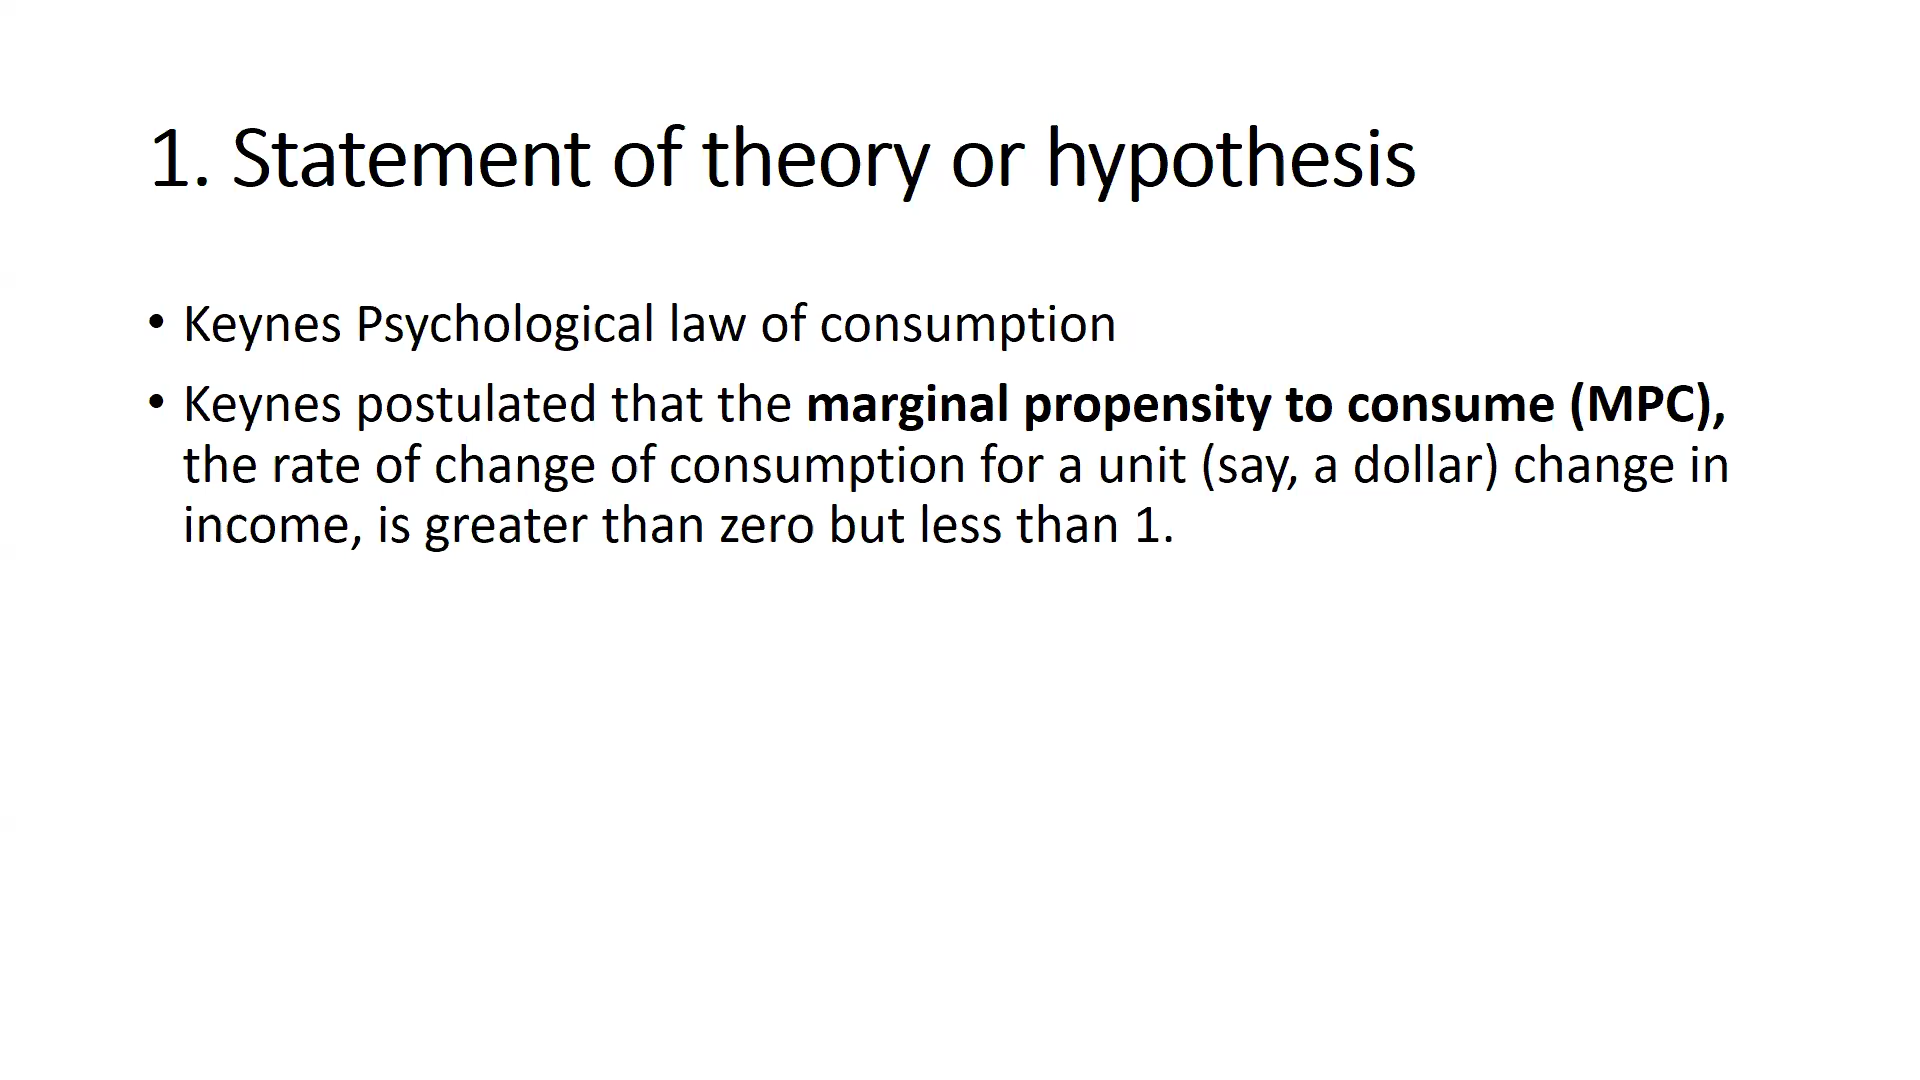 1. Statement of theory or hypothesis
• Keynes Psychological law of consumption
• Keynes postulated that the marginal propensity to consume (MPC),
the rate of change of consumption for a unit (say, a dollar) change in
income, is greater than zero but less than 1.